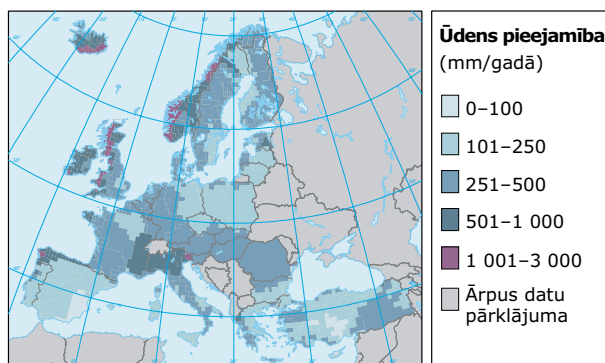 Ūdens pieejamība
(mm/gadā)
0–100
101–250
251–500
501–1 000
1 001–3 000
Ārpus datu
pārklājuma